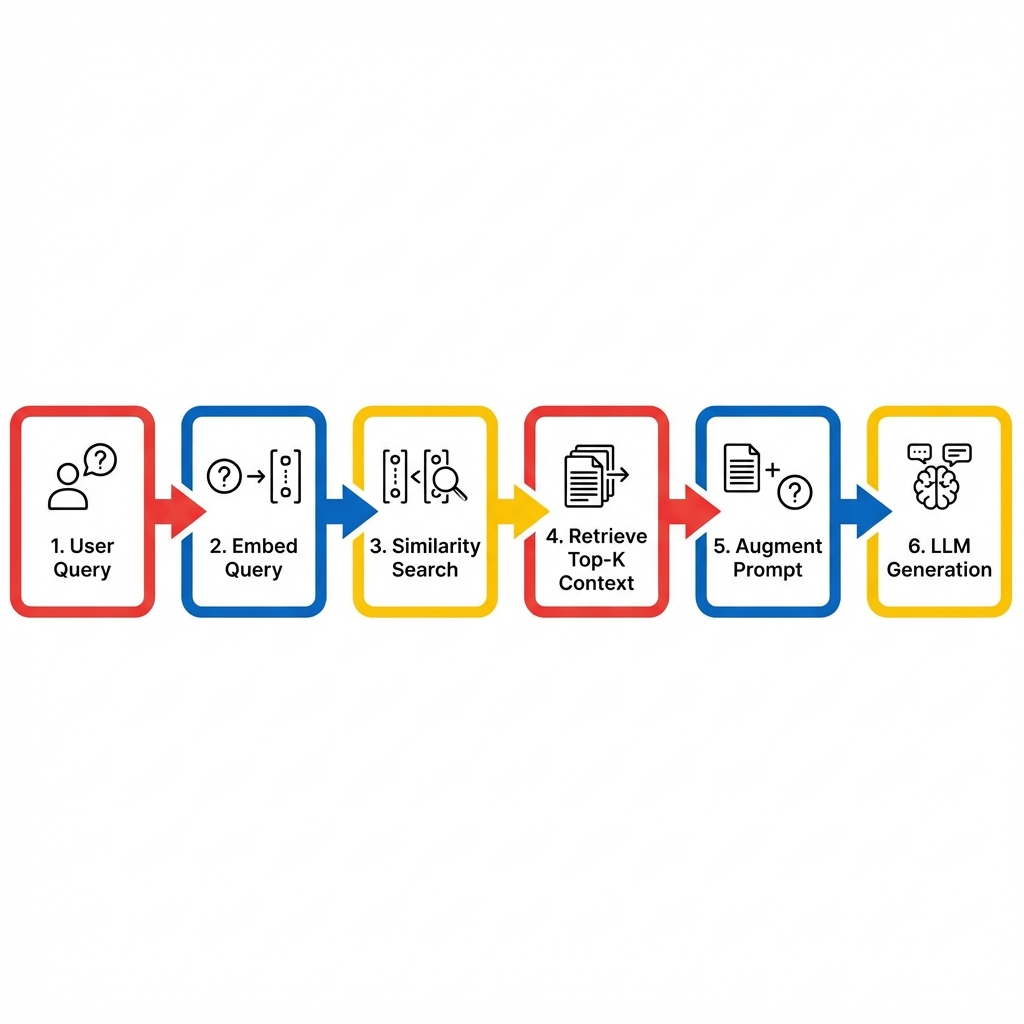 1. User
Query
2. Embed
Query
3. Similarity
Search
4. Retrieve
Top-K
Context
5. Augment
Prompt
6. LLM
Generation